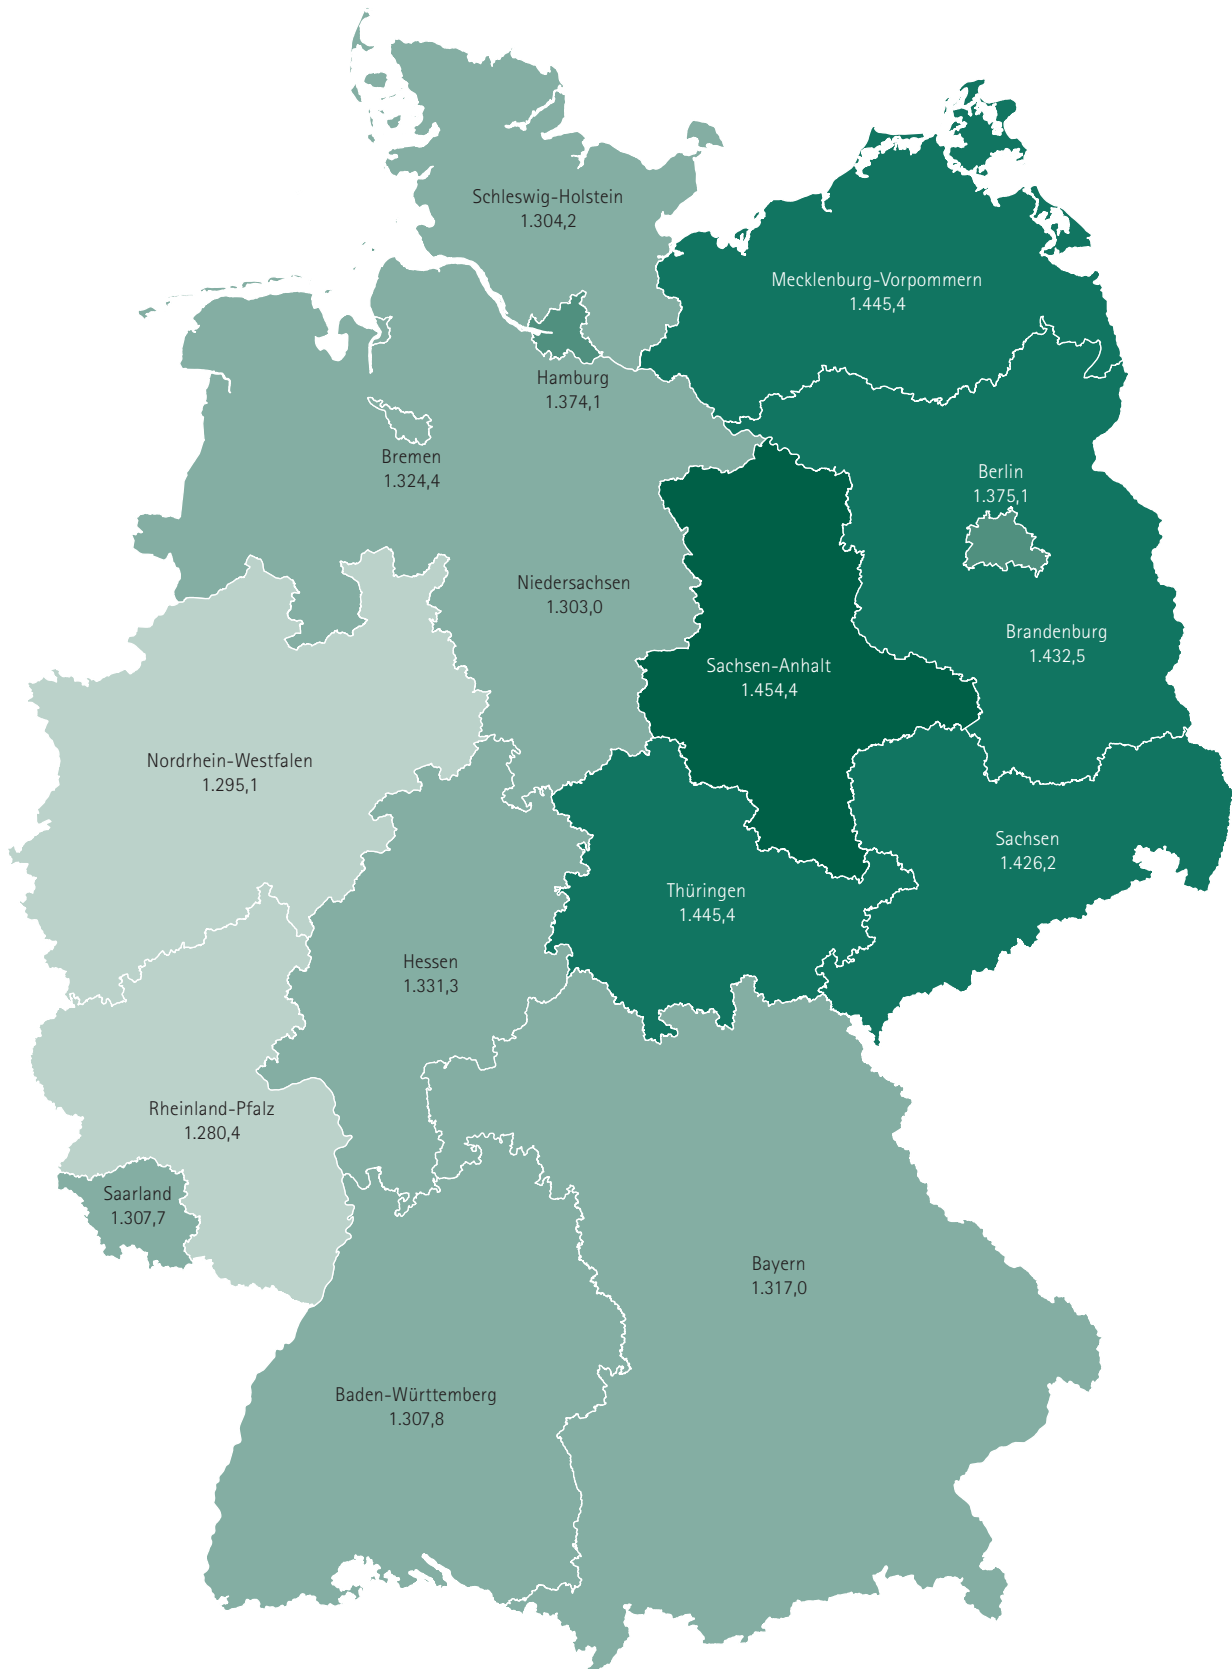 Schleswig-Holstein
1.304,2
Mecklenburg-Vorpommern
1.445,4
Hamburg
1.374,1
Bremen
1.324,4
Berlin
1.375,1
Niedersachsen
1.303,0
Brandenburg
1.432,5
Sachsen-Anhalt
1.454,4
Nordrhein-Westfalen
1.295,1
Sachsen
1.426,2
Thüringen
1.445,4
Hessen
1.331,3
Rheinland-Pfalz
1.280,4
Saarland
1.307,7
Bayern
1.317,0
Baden-Württemberg
1.307,8